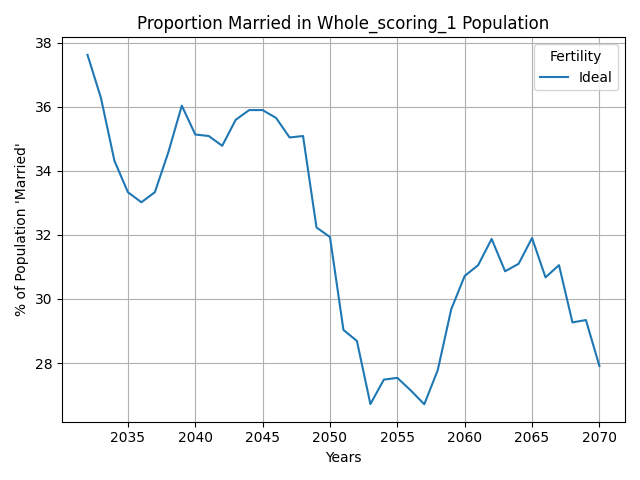 Proportion Married in Whole_scoring_1 Population
Fertility
Ideal
% of Population 'Married'
38
36
34
32
30
28
2035 2040 2045 2050 2055 2060 2065 2070
Years